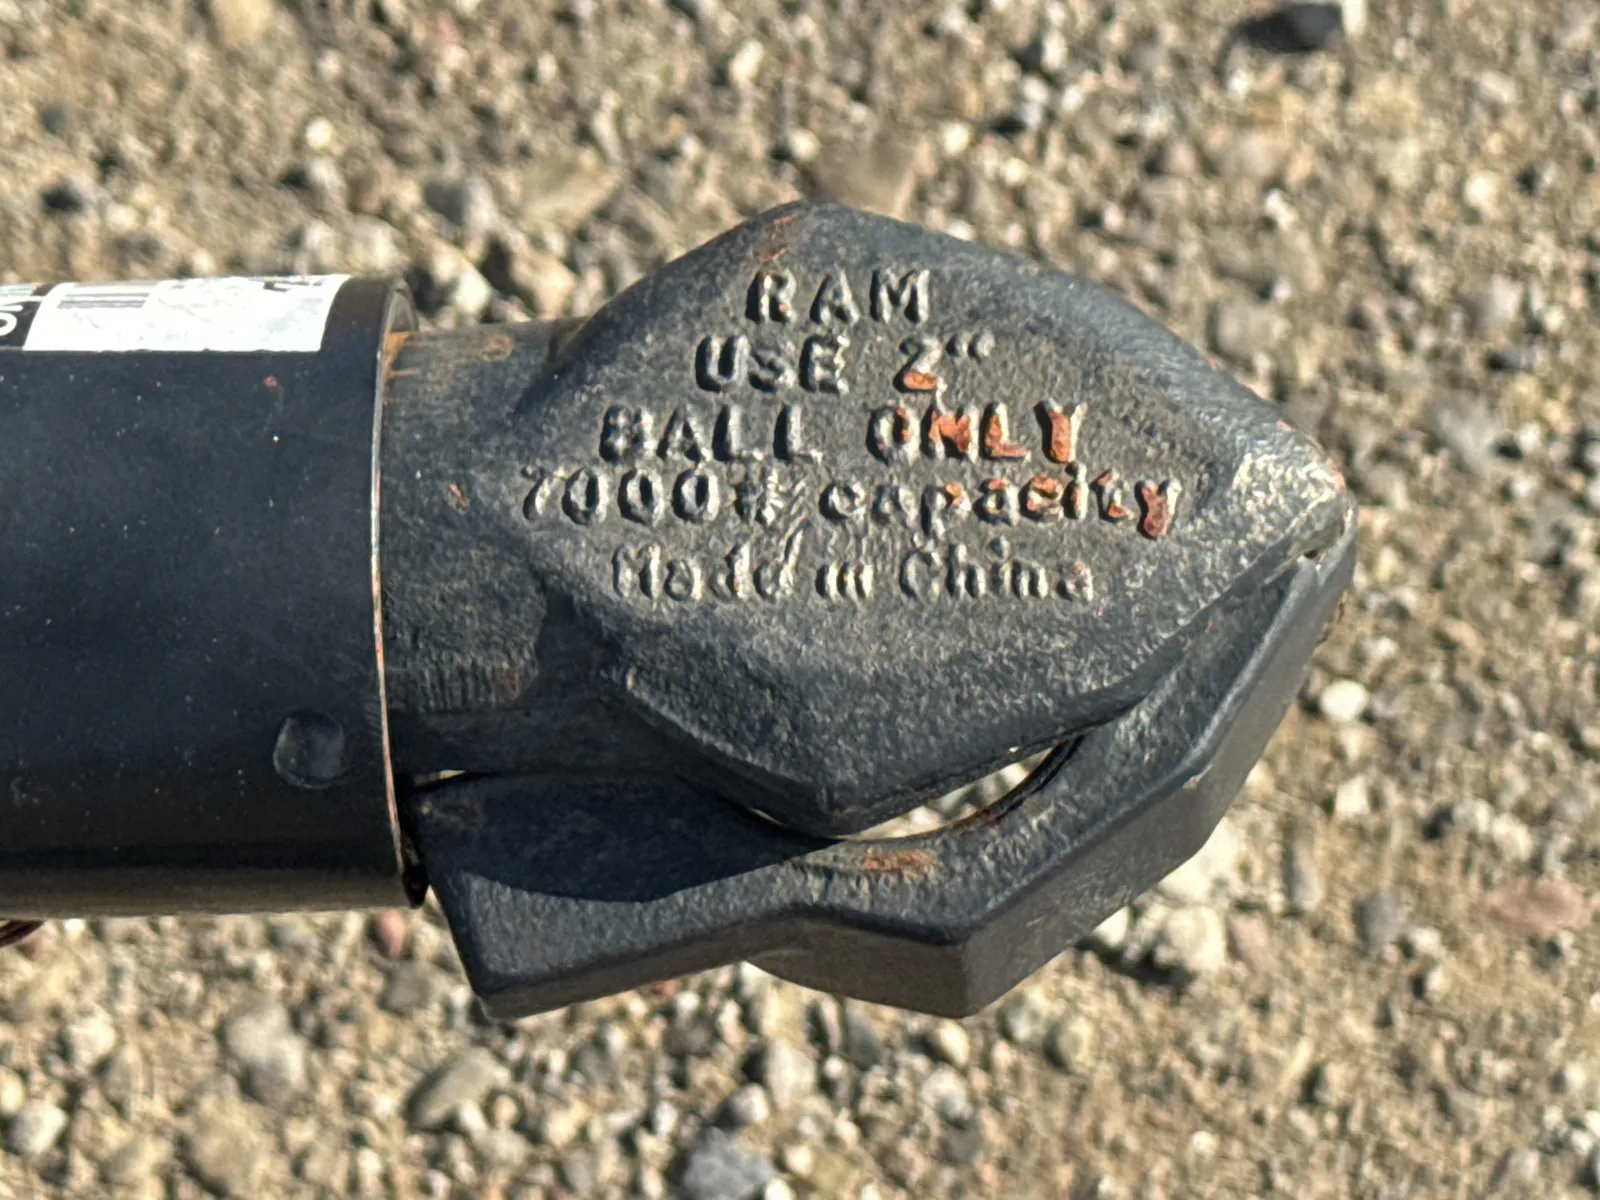 RAM
USE 2"
BALL ONLY
7000# capacity
Made in China